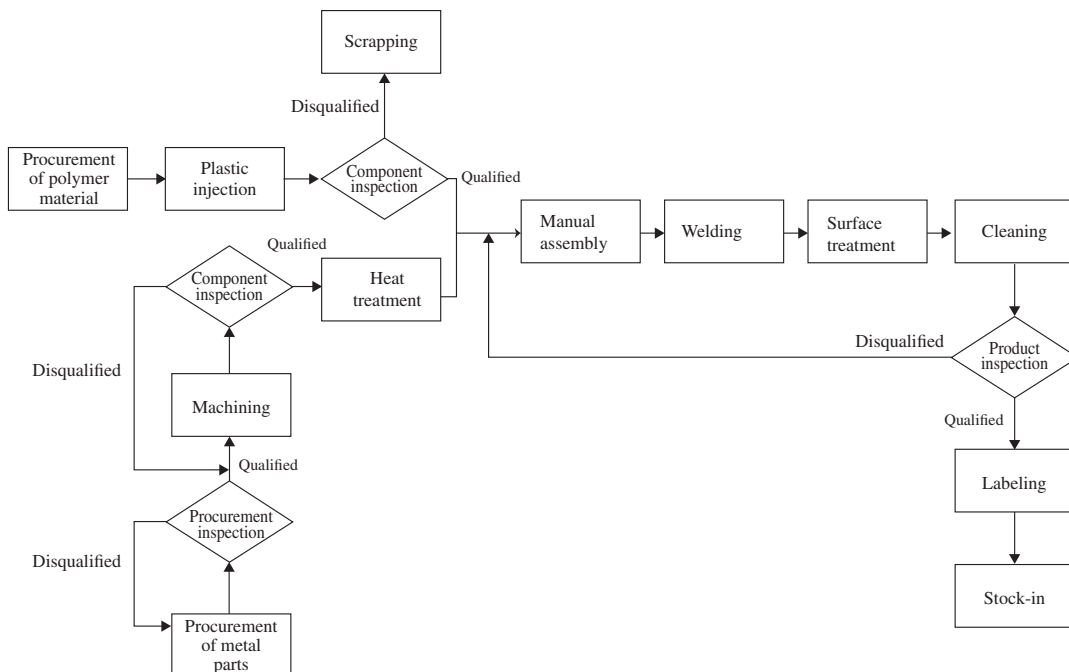 Scrapping
Disqualified
Procurement
of polymer
material
Plastic
injection
Component
inspection
Qualified
Manual
assembly
Welding
Surface
treatment
Cleaning
Qualified
Component
inspection
Heat
treatment
Disqualified
Product
inspection
Disqualified
Machining
Qualified
Labeling
Qualified
Procurement
inspection
Disqualified
Stock-in
Procurement
of metal
parts